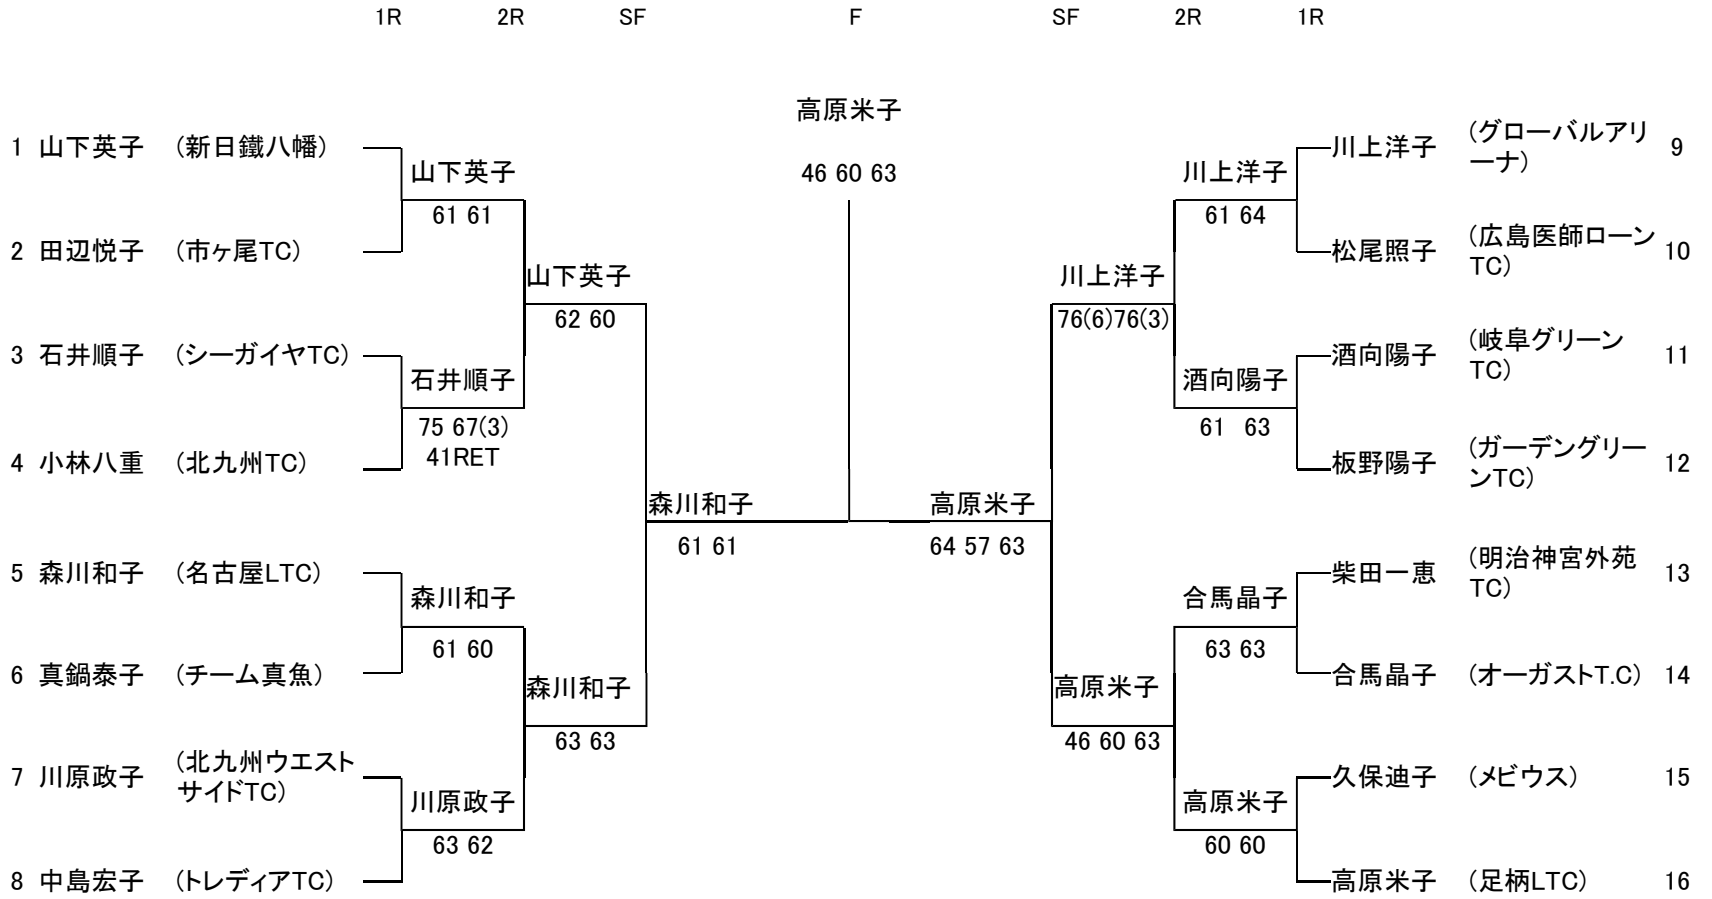 1R 2R SF F SF 2R 1R
高原米子
46 60 63
1 山下英子 (新日鐵八幡)
山下英子
61 61
2 田辺悦子 (市ヶ尾TC)
山下英子
62 60
3 石井順子 (シーガイヤTC)
石井順子
75 67(3)
41RET
4 小林八重 (北九州TC)
森川和子
61 61
5 森川和子 (名古屋LTC)
森川和子
61 60
6 真鍋泰子 (チーム真魚)
森川和子
63 63
7 川原政子 (北九州ウエスト
サイドTC)
川原政子
63 62
8 中島宏子 (トレディアTC)
川上洋子 (グローバルアリ
ーナ) 9
川上洋子
61 64
松尾照子 (広島医師ローン
TC) 10
川上洋子
76(6)76(3)
酒向陽子 (岐阜グリーン
TC) 11
酒向陽子
61 63
板野陽子 (ガーデングリー
ンTC) 12
高原米子
64 57 63
柴田一恵 (明治神宮外苑
TC) 13
合馬晶子
63 63
合馬晶子 (オーガストT.C) 14
高原米子
46 60 63
久保迪子 (メビウス) 15
高原米子
60 60
高原米子 (足柄LTC) 16